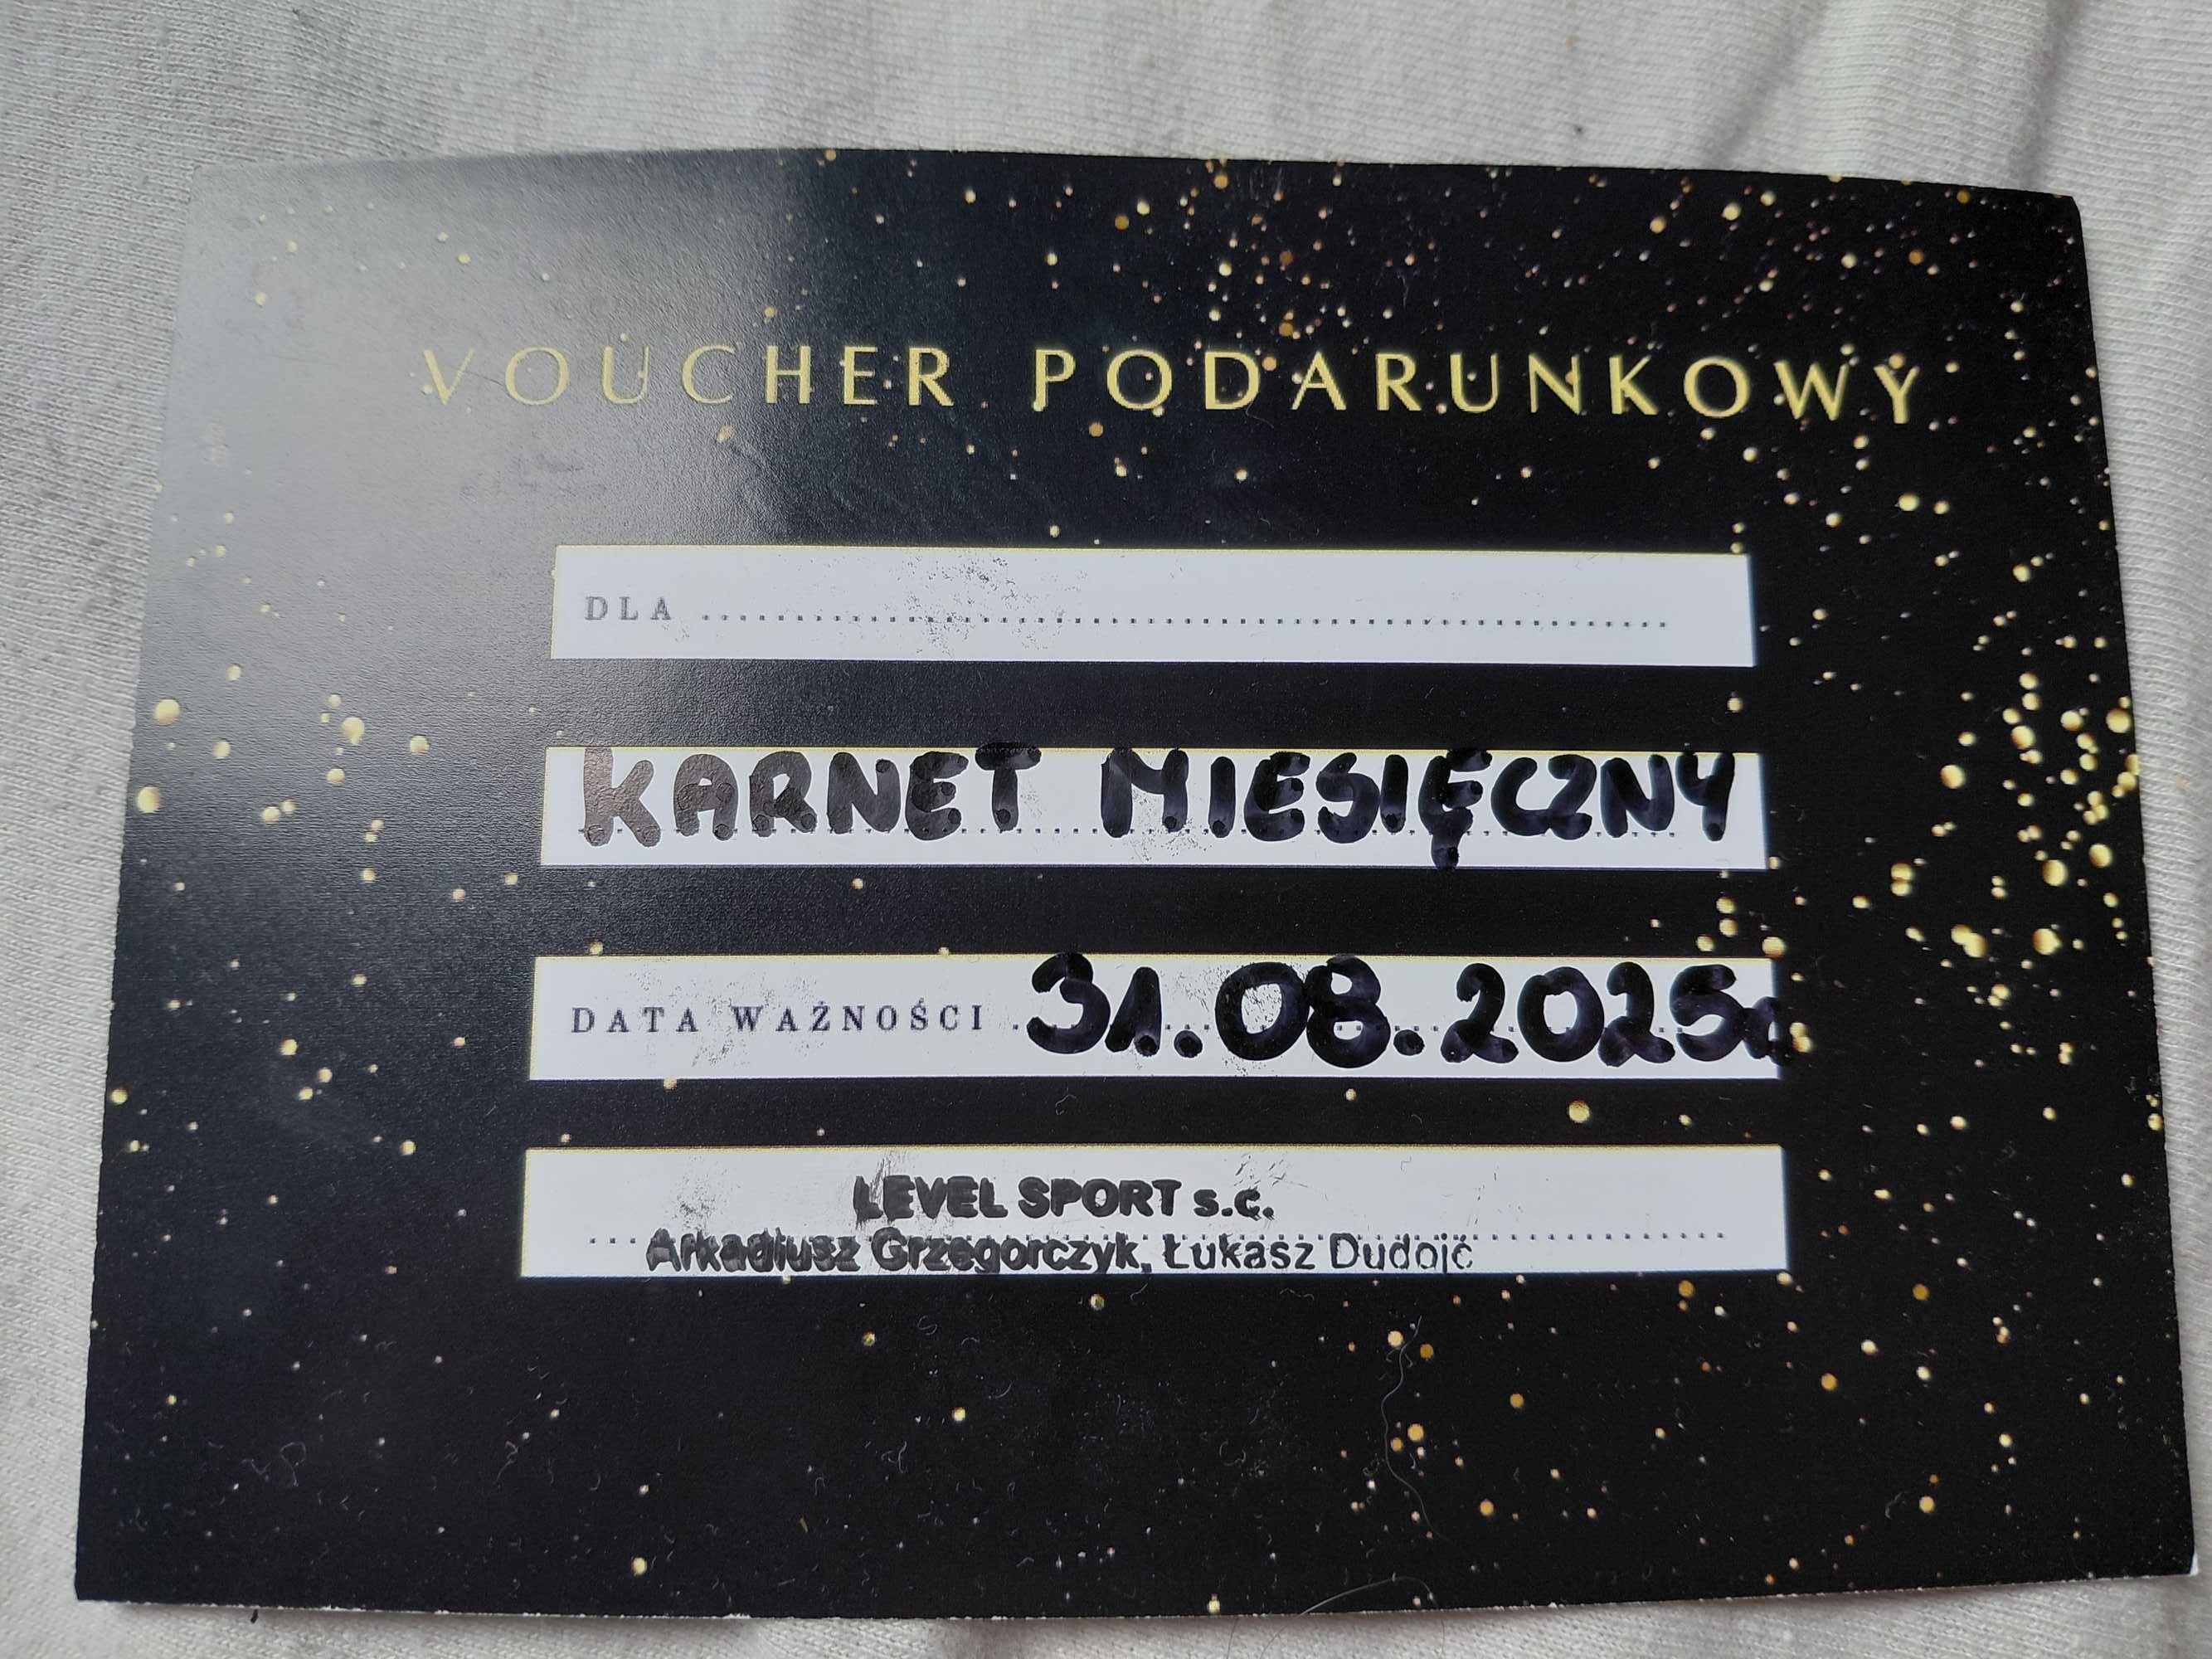 VOUCHER PODARUNKOWY
DLA ........................................................
KARNET MIESIĘCZNY
DATA WAŻNOŚCI 31.08.2025r
LEVEL SPORT s.c.
Arkadiusz Grzegorczyk, Łukasz Dudojć